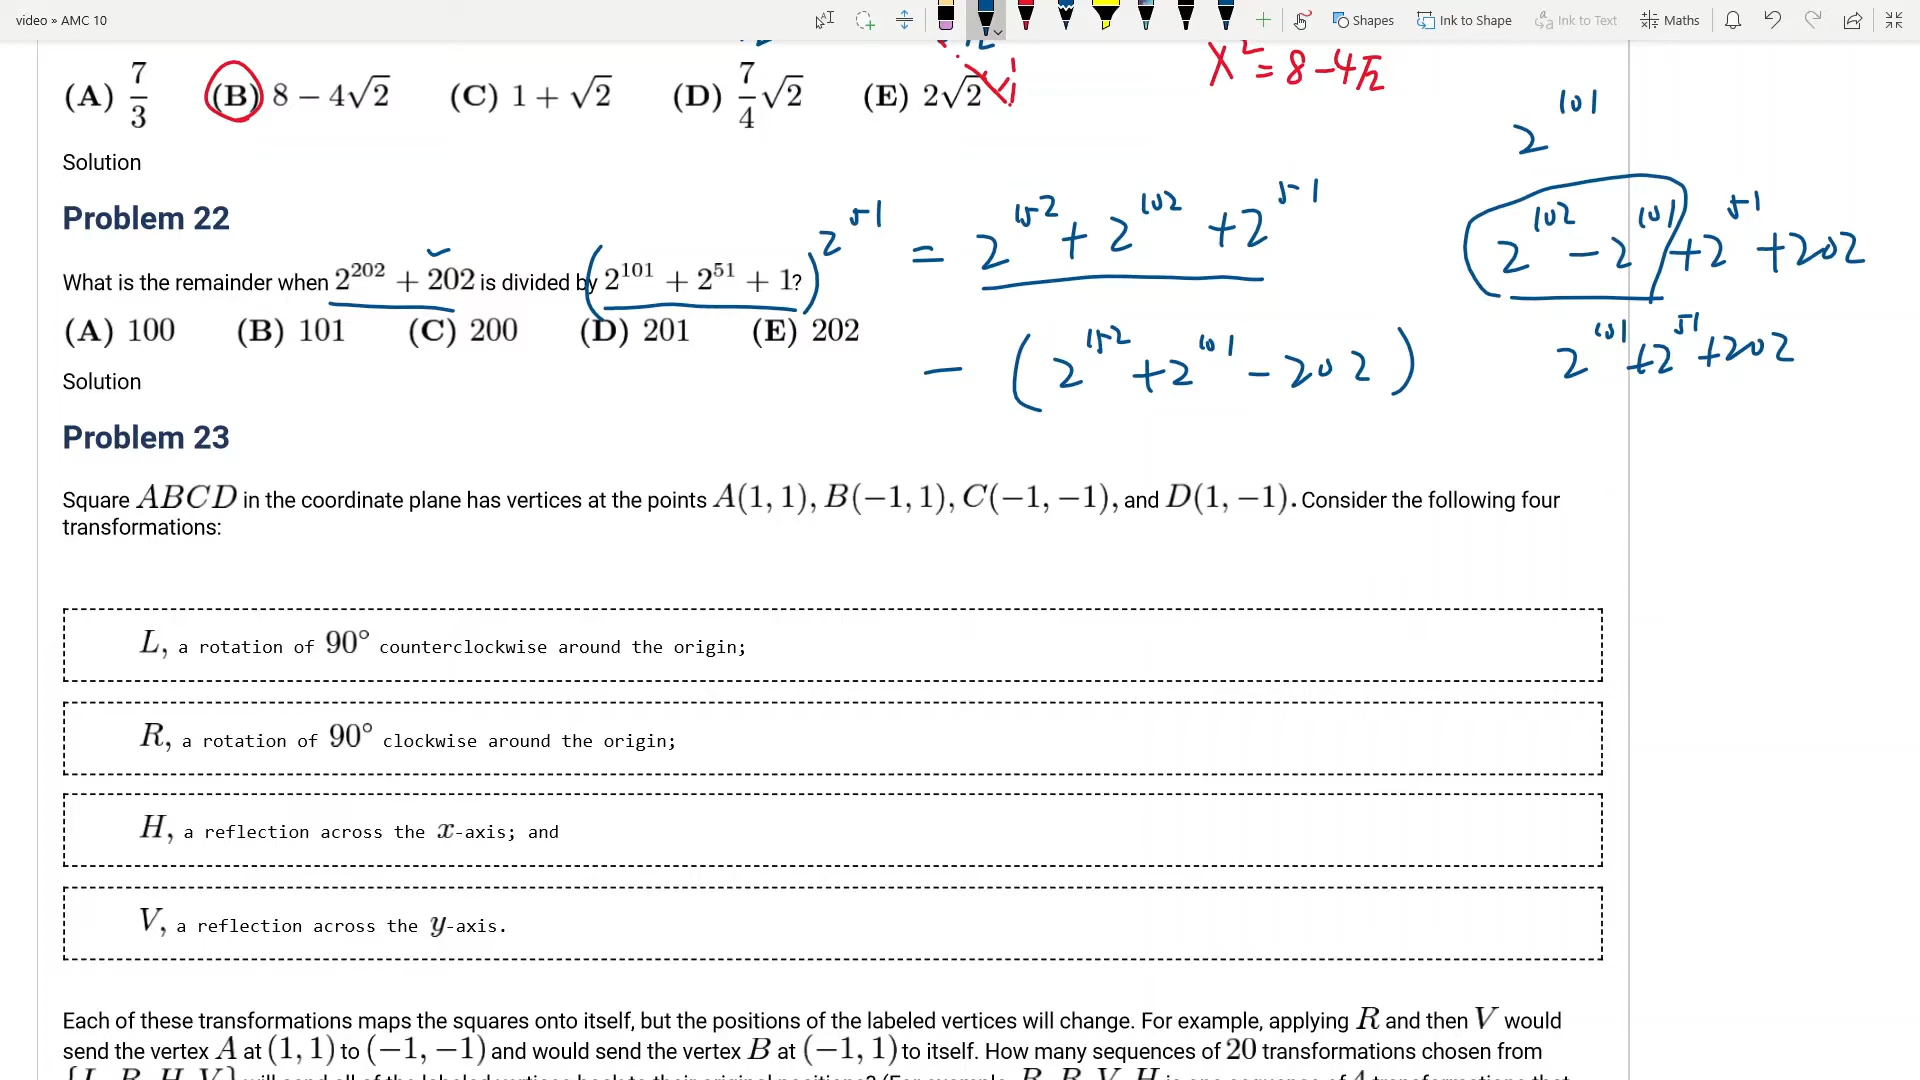 video » AMC 10
Shapes Ink to Shape Ink to Text Maths
(A) 7/3 (B) 8 − 4√2 (C) 1 + √2 (D) 7/4 √2 (E) 2√2
x² = 8 − 4√2
2^101
Solution
Problem 22
2^51 = 2^152 + 2^102 + 2^51
2^102 − 2^101 + 2^51 + 202
What is the remainder when 2^202 + 202 is divided by 2^101 + 2^51 + 1?
(A) 100 (B) 101 (C) 200 (D) 201 (E) 202
− (2^152 + 2^101 − 202)
2^101 + 2^51 + 202
Solution
Problem 23
Square ABCD in the coordinate plane has vertices at the points A(1, 1), B(−1, 1), C(−1, −1), and D(1, −1). Consider the following four
transformations:
L, a rotation of 90° counterclockwise around the origin;
R, a rotation of 90° clockwise around the origin;
H, a reflection across the x-axis; and
V, a reflection across the y-axis.
Each of these transformations maps the squares onto itself, but the positions of the labeled vertices will change. For example, applying R and then V would
send the vertex A at (1, 1) to (−1, −1) and would send the vertex B at (−1, 1) to itself. How many sequences of 20 transformations chosen from